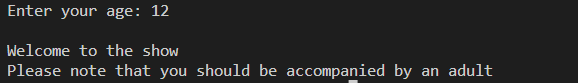 Enter your age: 12
Welcome to the show
Please note that you should be accompanied by an adult